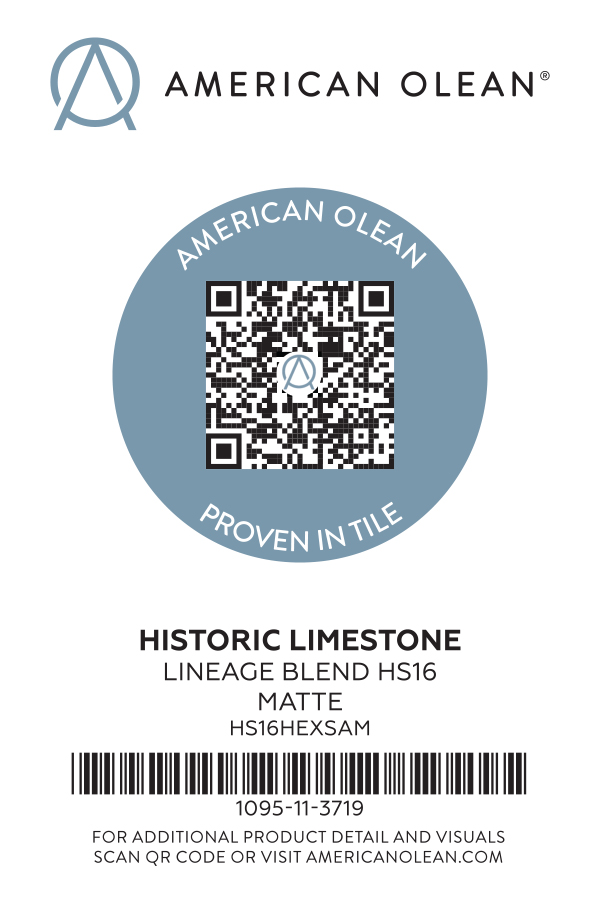 AMERICAN OLEAN®
AMERICAN OLEAN
PROVEN IN TILE
HISTORIC LIMESTONE
LINEAGE BLEND HS16
MATTE
HS16HEXSAM
1095-11-3719
FOR ADDITIONAL PRODUCT DETAIL AND VISUALS
SCAN QR CODE OR VISIT AMERICANOLEAN.COM